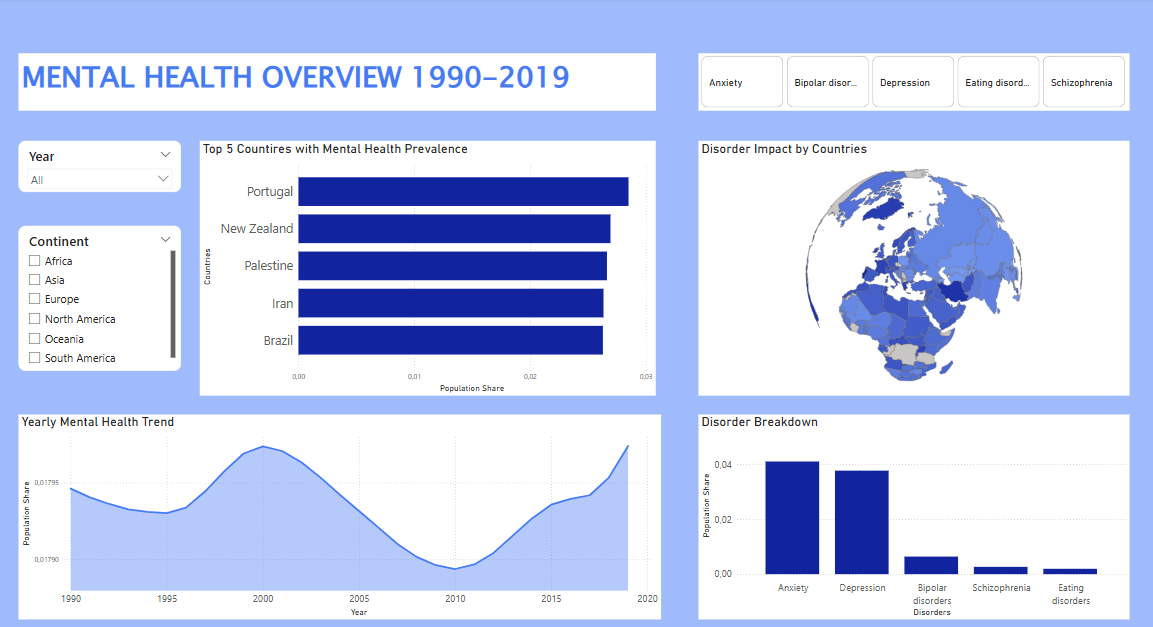 MENTAL HEALTH OVERVIEW 1990-2019
Anxiety
Bipolar disor...
Depression
Eating disord...
Schizophrenia
Year
All
Continent
Africa
Asia
Europe
North America
Oceania
South America
Top 5 Countires with Mental Health Prevalence
Countries
Portugal
New Zealand
Palestine
Iran
Brazil
0,00
0,01
0,02
0,03
Population Share
Disorder Impact by Countries
Yearly Mental Health Trend
Population Share
0,01795
0,01790
1990
1995
2000
2005
2010
2015
2020
Year
Disorder Breakdown
Population Share
0,04
0,02
0,00
Anxiety
Depression
Bipolar
disorders
Schizophrenia
Eating
disorders
Disorders